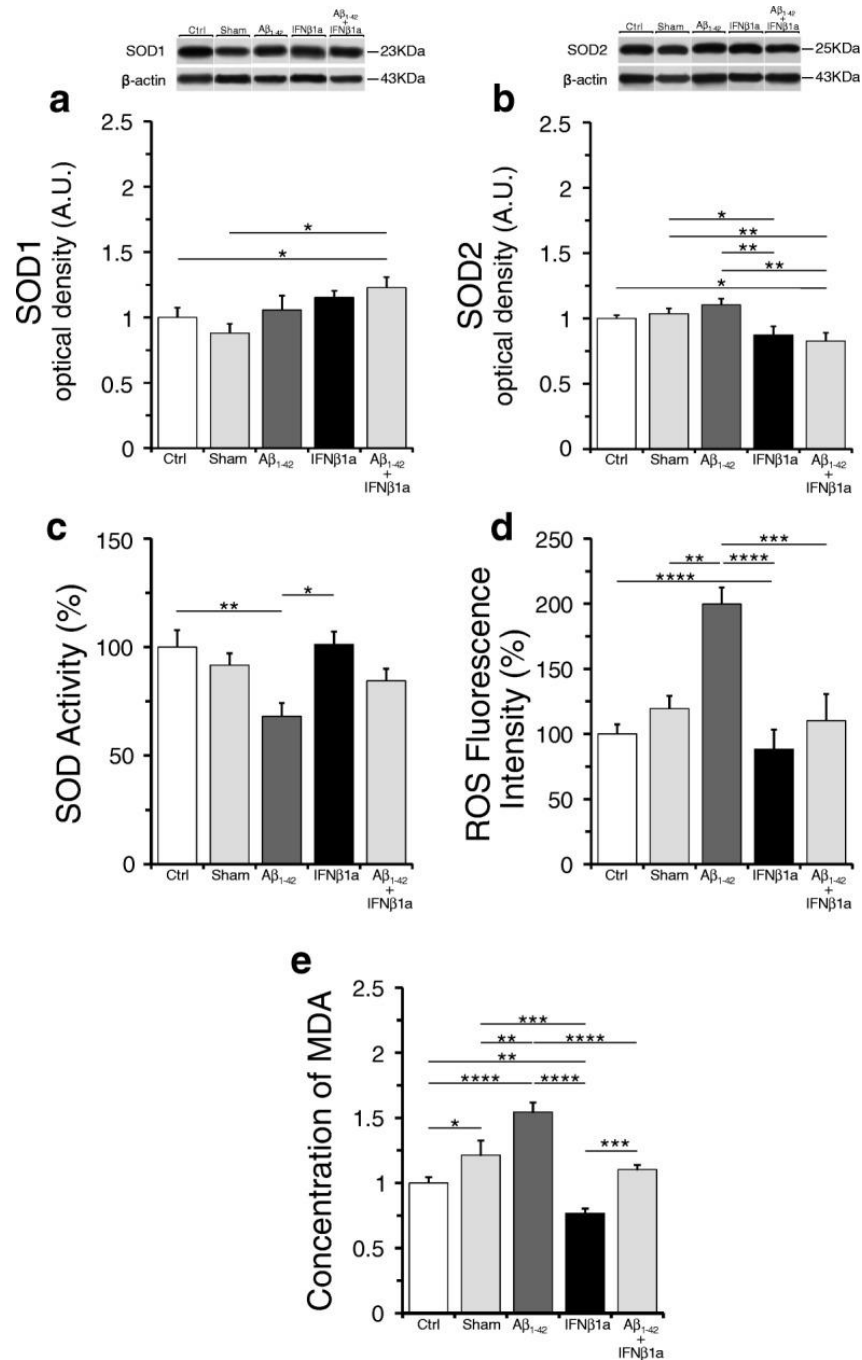 Ctrl Sham Aβ1-42 IFNβ1a Aβ1-42 + IFNβ1a
SOD1 23KDa
β-actin 43KDa
Ctrl Sham Aβ1-42 IFNβ1a Aβ1-42 + IFNβ1a
SOD2 25KDa
β-actin 43KDa
a
SOD1
optical density (A.U.)
2.5
2
1.5
1
0.5
0
*
*
Ctrl Sham Aβ1-42 IFNβ1a Aβ1-42
+
IFNβ1a
b
SOD2
optical density (A.U.)
2.5
2
1.5
1
0.5
0
*
**
**
**
*
Ctrl Sham Aβ1-42 IFNβ1a Aβ1-42
+
IFNβ1a
c
SOD Activity (%)
150
100
50
0
** *
Ctrl Sham Aβ1-42 IFNβ1a Aβ1-42
+
IFNβ1a
d
ROS Fluorescence
Intensity (%)
250
200
150
100
50
0
***
** ****
****
Ctrl Sham Aβ1-42 IFNβ1a Aβ1-42
+
IFNβ1a
e
Concentration of MDA
2.5
2
1.5
1
0.5
0
***
** ****
**
**** ****
*
***
Ctrl Sham Aβ1-42 IFNβ1a Aβ1-42
+
IFNβ1a